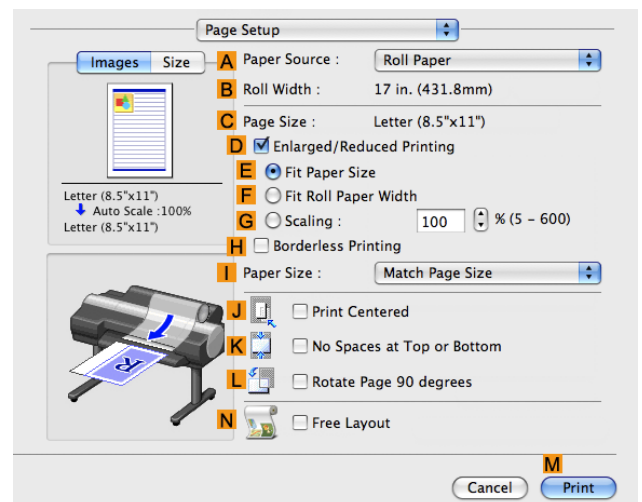 Page Setup
Images Size
A Paper Source : Roll Paper
B Roll Width : 17 in. (431.8mm)
C Page Size : Letter (8.5"x11")
D Enlarged/Reduced Printing
E Fit Paper Size
F Fit Roll Paper Width
G Scaling : 100 % (5 - 600)
H Borderless Printing
Letter (8.5"x11")
Auto Scale :100%
Letter (8.5"x11")
I Paper Size : Match Page Size
J Print Centered
K No Spaces at Top or Bottom
L Rotate Page 90 degrees
N Free Layout
R
M
Cancel Print